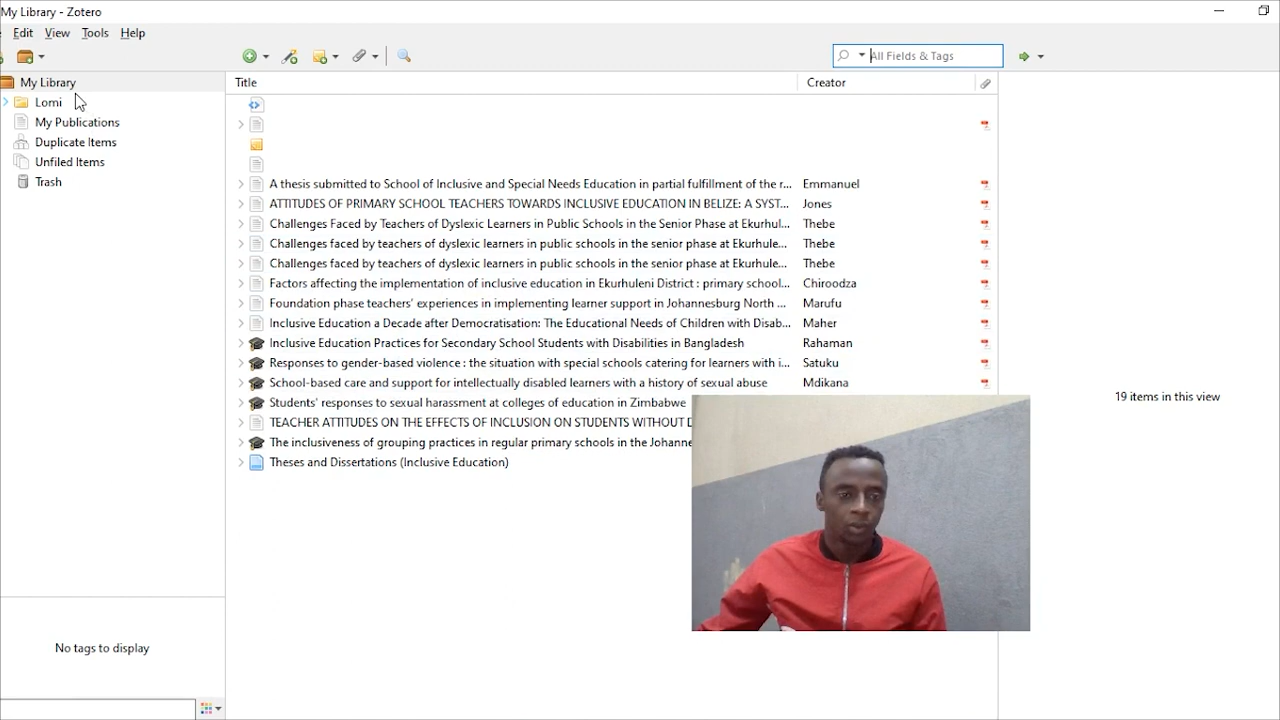 My Library - Zotero
Edit View Tools Help
All Fields & Tags
My Library
Lomi
My Publications
Duplicate Items
Unfiled Items
Trash
No tags to display
Title Creator
A thesis submitted to School of Inclusive and Special Needs Education in partial fulfillment of the r... Emmanuel
ATTITUDES OF PRIMARY SCHOOL TEACHERS TOWARDS INCLUSIVE EDUCATION IN BELIZE: A SYST... Jones
Challenges Faced by Teachers of Dyslexic Learners in Public Schools in the Senior Phase at Ekurhul... Thebe
Challenges faced by teachers of dyslexic learners in public schools in the senior phase at Ekurhule... Thebe
Challenges faced by teachers of dyslexic learners in public schools in the senior phase at Ekurhule... Thebe
Factors affecting the implementation of inclusive education in Ekurhuleni District : primary school... Chiroodza
Foundation phase teachers' experiences in implementing learner support in Johannesburg North ... Marufu
Inclusive Education a Decade after Democratisation: The Educational Needs of Children with Disab... Maher
Inclusive Education Practices for Secondary School Students with Disabilities in Bangladesh Rahaman
Responses to gender-based violence : the situation with special schools catering for learners with i... Satuku
School-based care and support for intellectually disabled learners with a history of sexual abuse Mdikana
Students' responses to sexual harassment at colleges of education in Zimbabwe
TEACHER ATTITUDES ON THE EFFECTS OF INCLUSION ON STUDENTS WITHOUT D
The inclusiveness of grouping practices in regular primary schools in the Johanne
Theses and Dissertations (Inclusive Education)
19 items in this view